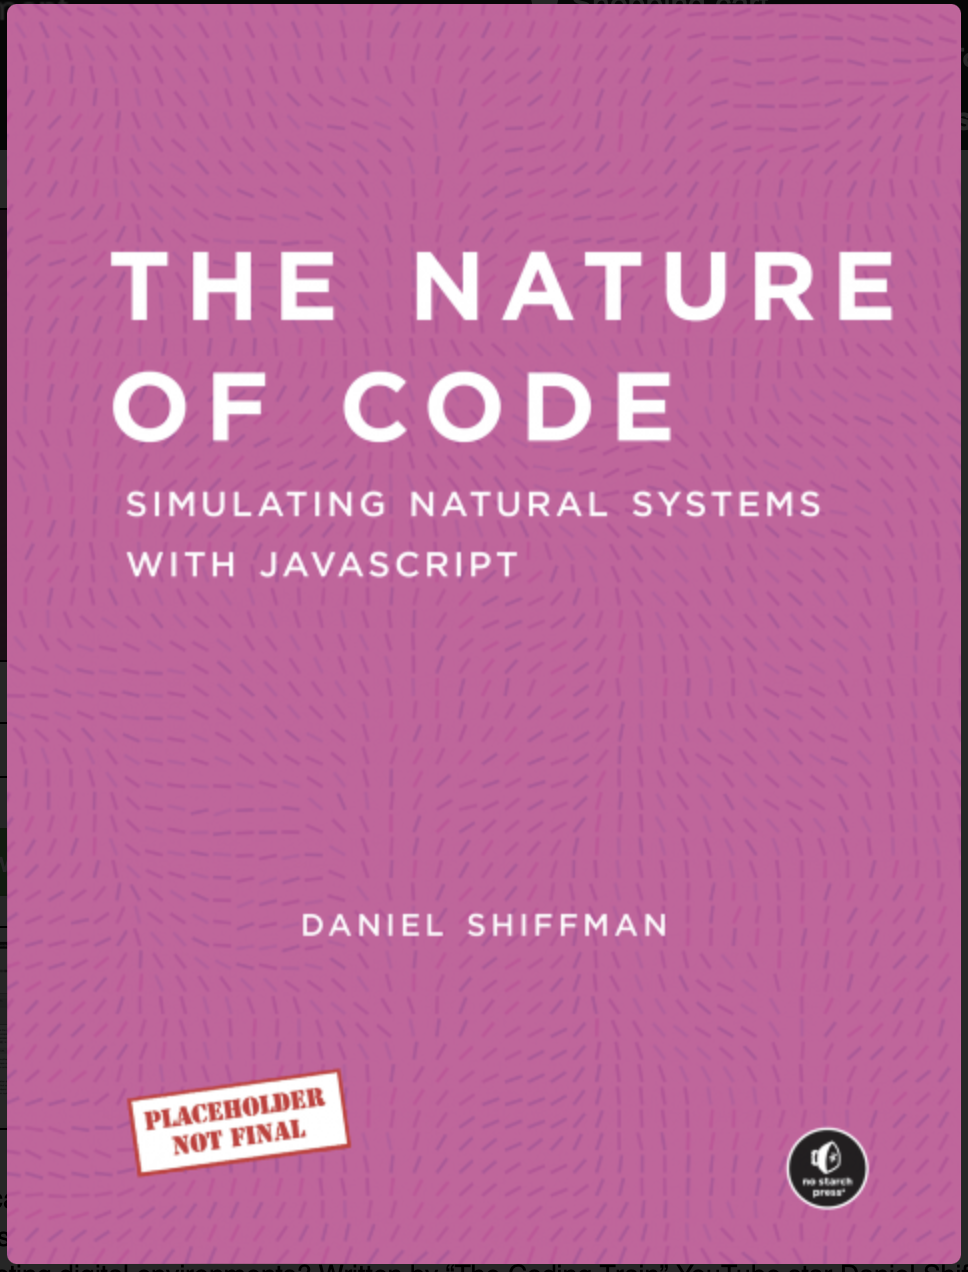 THE NATURE
OF CODE
SIMULATING NATURAL SYSTEMS
WITH JAVASCRIPT
DANIEL SHIFFMAN
PLACEHOLDER
NOT FINAL
no starch
press®